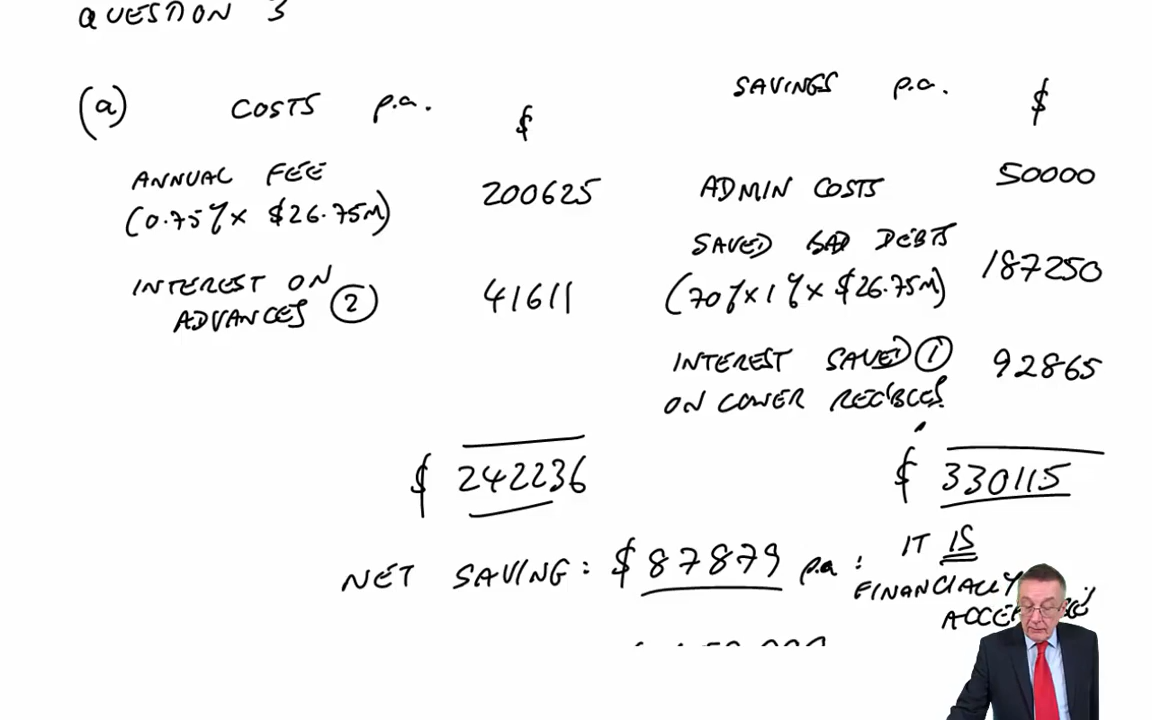 QUESTION 3
(a) COSTS p.a. $
SAVINGS p.a. $
ANNUAL FEE
(0.75% x $26.75M) 200625
INTEREST ON
ADVANCES (2) 41611
$ 242236
ADMIN COSTS 50000
SAVED BAD DEBTS
(70% x 1% x $26.75M) 187250
INTEREST SAVED (1) 92865
ON LOWER REC'BLES.
$ 330115
NET SAVING: $87879 p.a :
IT IS
FINANCIALLY